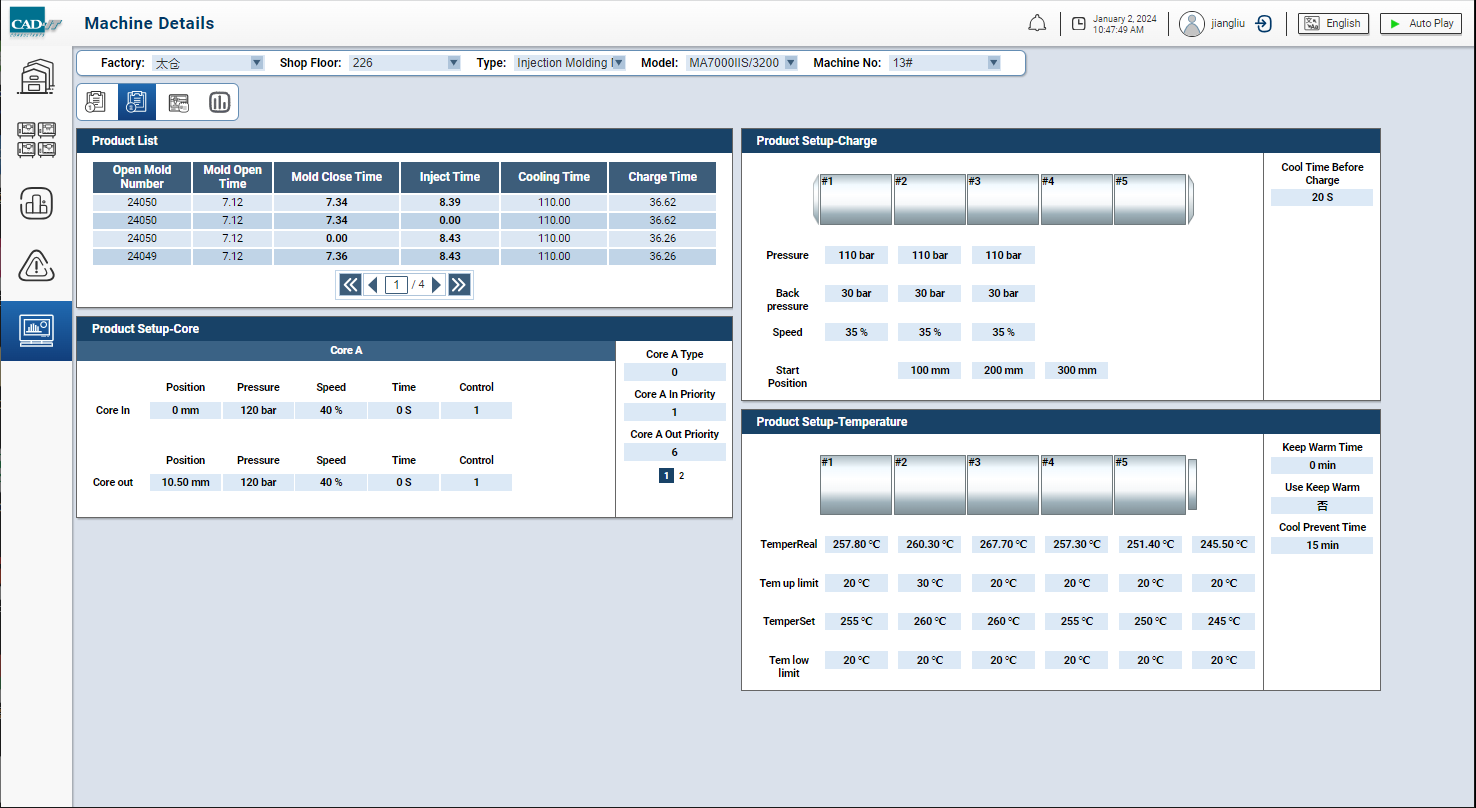 CAD-IT
CONSULTANTS
Machine Details
January 2, 2024
10:47:49 AM
jiangliu
English
Auto Play
Factory: 太仓 Shop Floor: 226 Type: Injection Molding Model: MA7000IIS/3200 Machine No: 13#
Product List
Open Mold Number Mold Open Time Mold Close Time Inject Time Cooling Time Charge Time
24050 7.12 7.34 8.39 110.00 36.62
24050 7.12 7.34 0.00 110.00 36.62
24050 7.12 0.00 8.43 110.00 36.26
24049 7.12 7.36 8.43 110.00 36.26
1 / 4
Product Setup-Core
Core A
Position Pressure Speed Time Control
Core In 0 mm 120 bar 40 % 0 S 1
Position Pressure Speed Time Control
Core out 10.50 mm 120 bar 40 % 0 S 1
Core A Type
0
Core A In Priority
1
Core A Out Priority
6
1 2
Product Setup-Charge
#1 #2 #3 #4 #5
Pressure 110 bar 110 bar 110 bar
Back pressure 30 bar 30 bar 30 bar
Speed 35 % 35 % 35 %
Start Position 100 mm 200 mm 300 mm
Cool Time Before
Charge
20 S
Product Setup-Temperature
#1 #2 #3 #4 #5
TemperReal 257.80 °C 260.30 °C 267.70 °C 257.30 °C 251.40 °C 245.50 °C
Tem up limit 20 °C 30 °C 20 °C 20 °C 20 °C 20 °C
TemperSet 255 °C 260 °C 260 °C 255 °C 250 °C 245 °C
Tem low limit 20 °C 20 °C 20 °C 20 °C 20 °C 20 °C
Keep Warm Time
0 min
Use Keep Warm
否
Cool Prevent Time
15 min